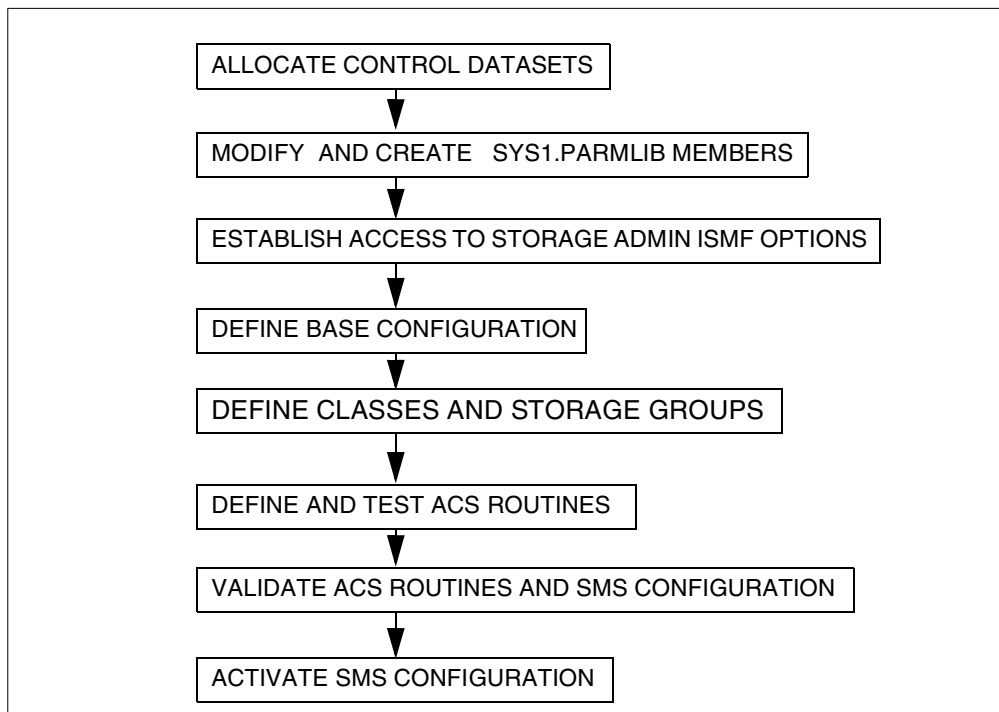 ALLOCATE CONTROL DATASETS
MODIFY AND CREATE SYS1.PARMLIB MEMBERS
ESTABLISH ACCESS TO STORAGE ADMIN ISMF OPTIONS
DEFINE BASE CONFIGURATION
DEFINE CLASSES AND STORAGE GROUPS
DEFINE AND TEST ACS ROUTINES
VALIDATE ACS ROUTINES AND SMS CONFIGURATION
ACTIVATE SMS CONFIGURATION